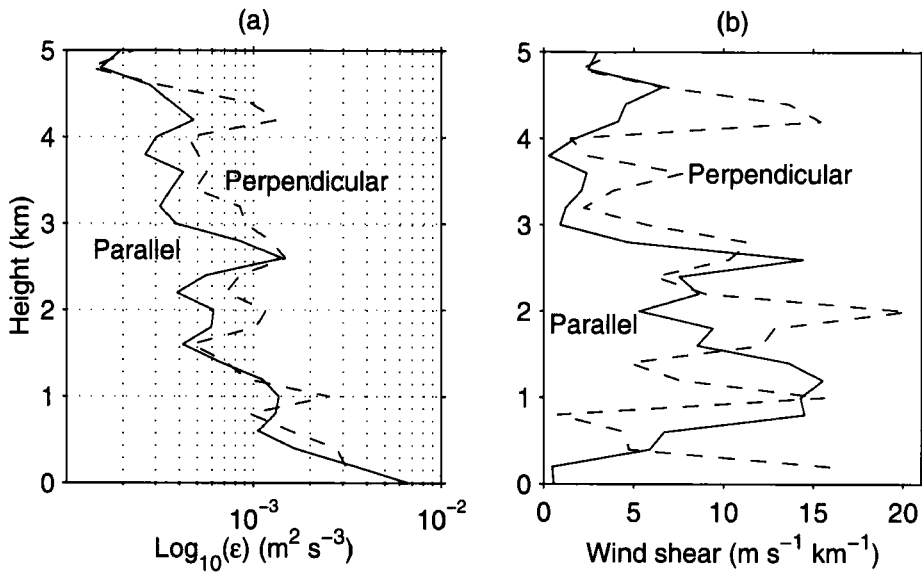 (a)
(b)
5
4
3
2
1
0
Height (km)
Perpendicular
Parallel
10⁻³
10⁻²
Log₁₀(ε) (m² s⁻³)
5
4
3
2
1
0
Perpendicular
Parallel
0
5
10
15
20
Wind shear (m s⁻¹ km⁻¹)